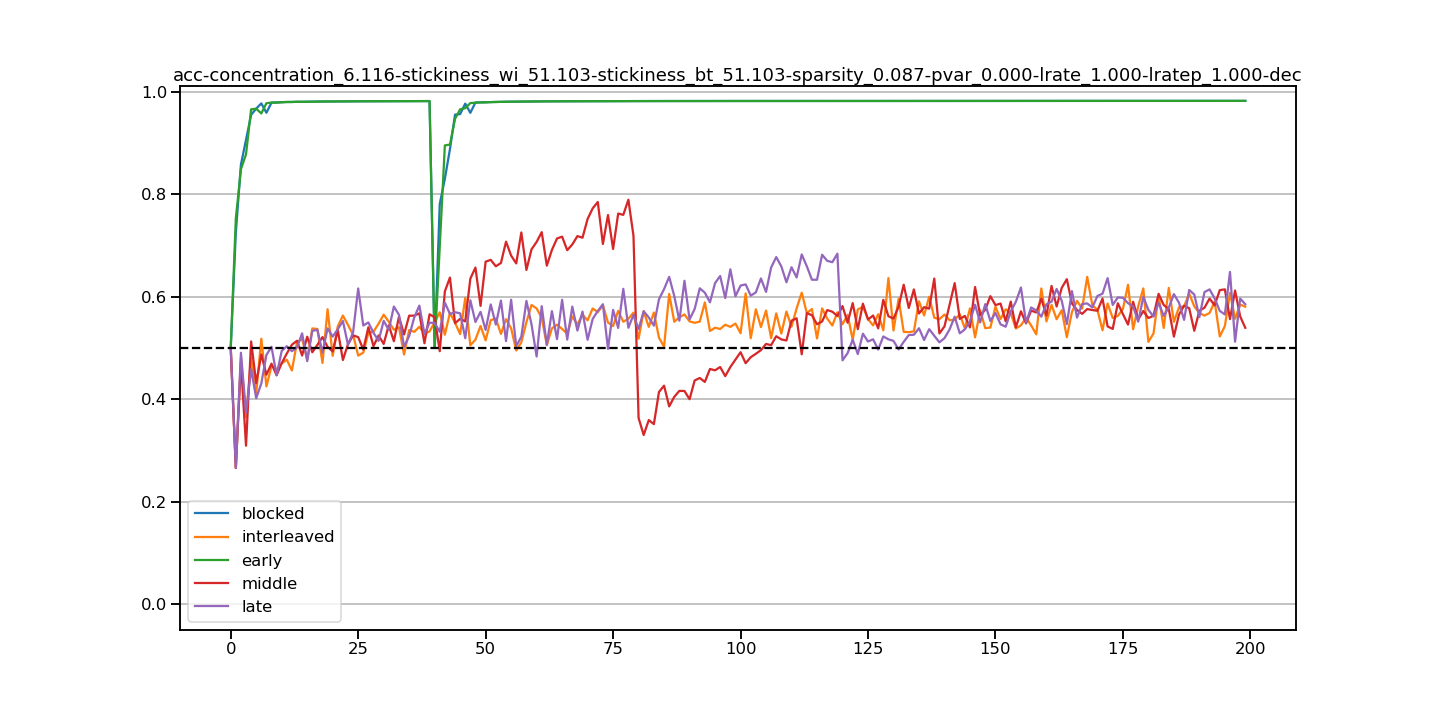 acc-concentration_6.116-stickiness_wi_51.103-stickiness_bt_51.103-sparsity_0.087-pvar_0.000-lrate_1.000-lratep_1.000-dec
1.0
0.8
0.6
0.4
0.2
0.0
blocked
interleaved
early
middle
late
0 25 50 75 100 125 150 175 200